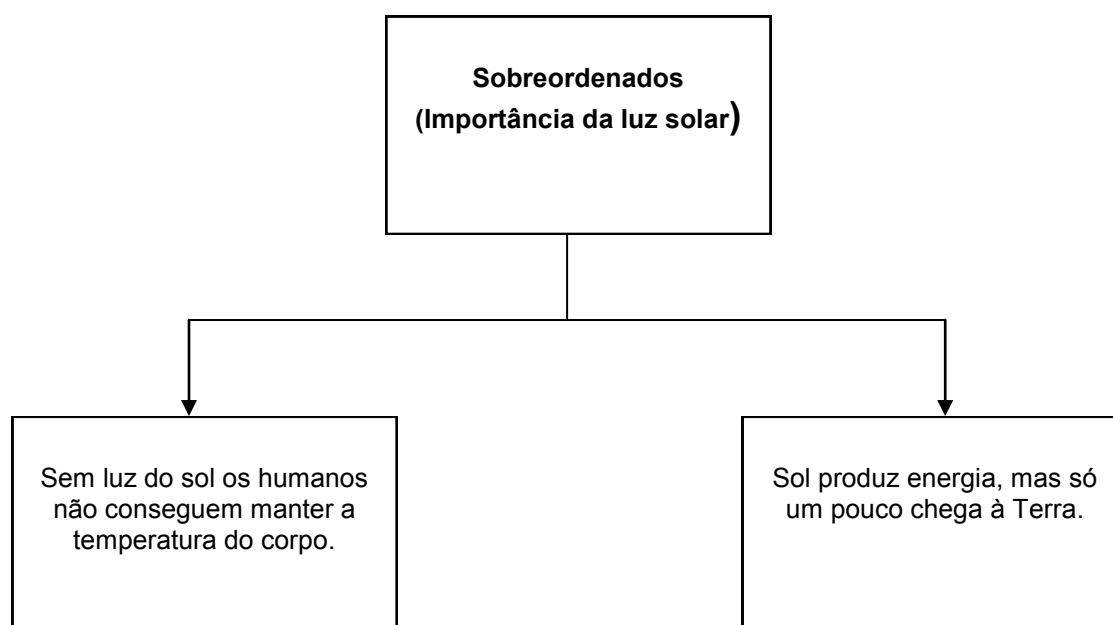 Sobreordenados
(Importância da luz solar)
Sem luz do sol os humanos
não conseguem manter a
temperatura do corpo.
Sol produz energia, mas só
um pouco chega à Terra.